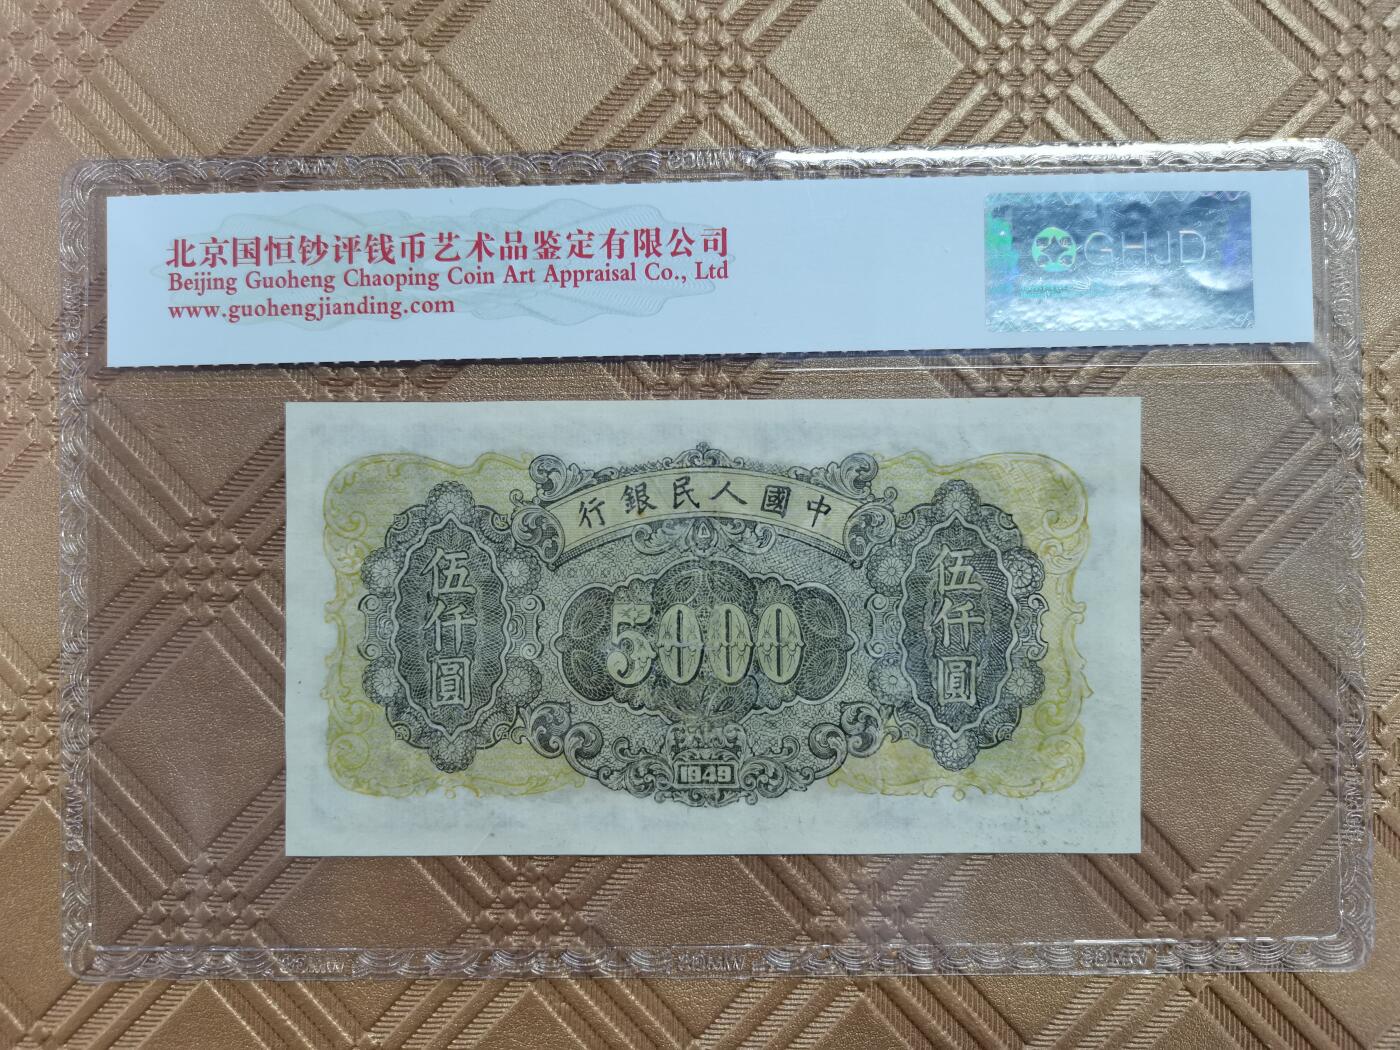 北京国恒钞评钱币艺术品鉴定有限公司
Beijing Guoheng Chaoping Coin Art Appraisal Co., Ltd
www.guohengjianding.com
GHJD
行銀民人國中
伍仟圓
5000
伍仟圓
1949